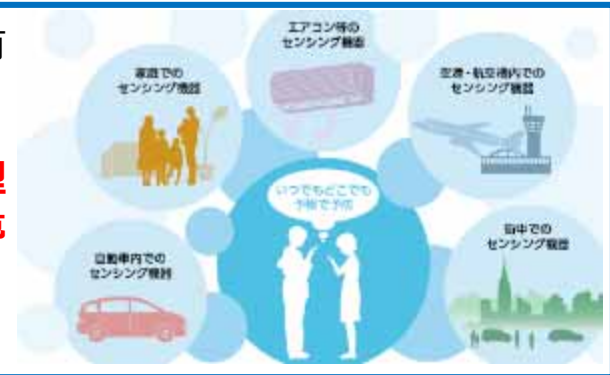 エアコン等の
センシング機器
家庭での
センシング機器
空港・航空機内での
センシング機器
いつでもどこでも
予報で予防
自動車内での
センシング機器
街中での
センシング機器
型